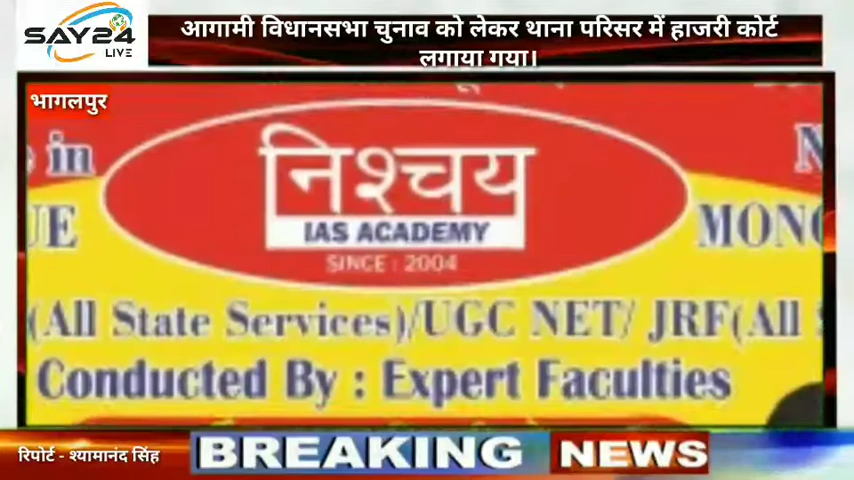 SAY24
LIVE
आगामी विधानसभा चुनाव को लेकर थाना परिसर में हाजरी कोर्ट
लगाया गया।
भागलपुर
in
निश्चय
IAS ACADEMY
SINCE : 2004
(All State Services)/UGC NET/ JRF(All
Conducted By : Expert Faculties
रिपोर्ट - श्यामानंद सिंह
BREAKING NEWS